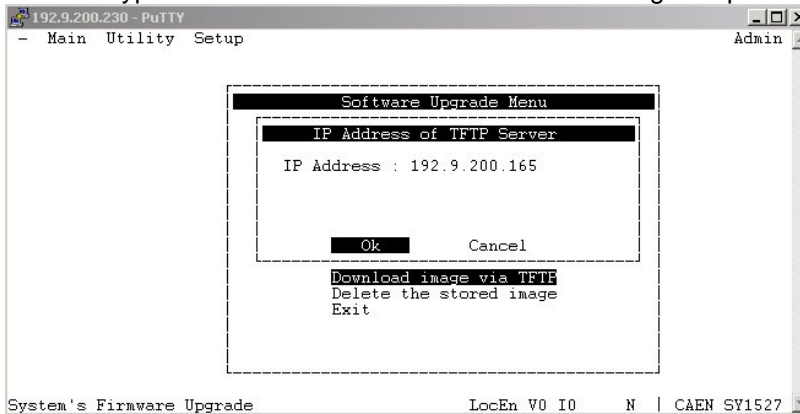 192.9.200.230 - PuTTY
- Main Utility Setup Admin
Software Upgrade Menu
IP Address of TFTP Server
IP Address : 192.9.200.165
Ok Cancel
Download image via TFTP
Delete the stored image
Exit
System's Firmware Upgrade LocEn V0 I0 N | CAEN SY1527